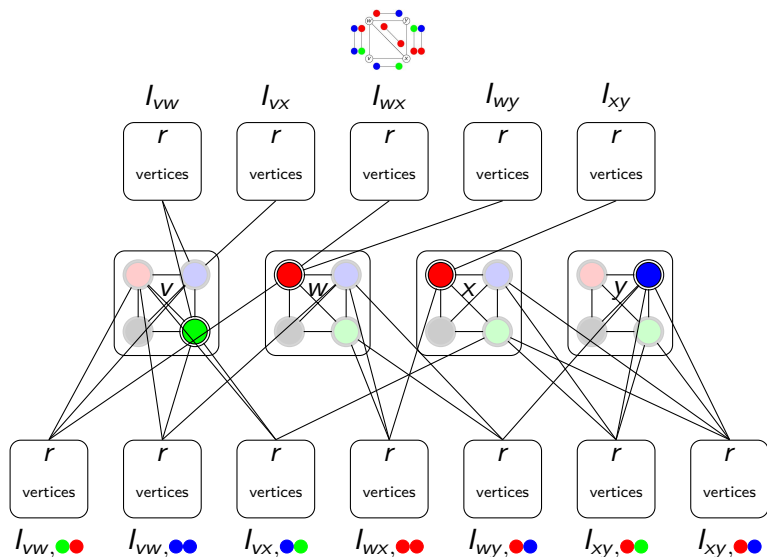 w y
v x
I_vw I_vx I_wx I_wy I_xy
r r r r r
vertices vertices vertices vertices vertices
v w x y
r r r r r r r
vertices vertices vertices vertices vertices vertices vertices
I_vw, I_vw, I_vx, I_wx, I_wy, I_xy, I_xy,